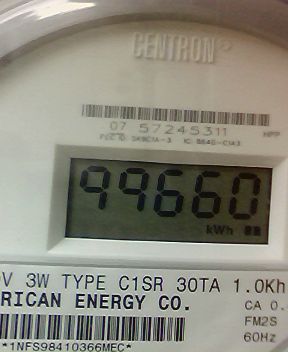 CENTRON
07 57245311 HPP
99660
kWh
V 3W TYPE C1SR 30TA 1.0Kh
RICAN ENERGY CO.
CA 0.
FM2S
60Hz
*1NFS98410366MEC*